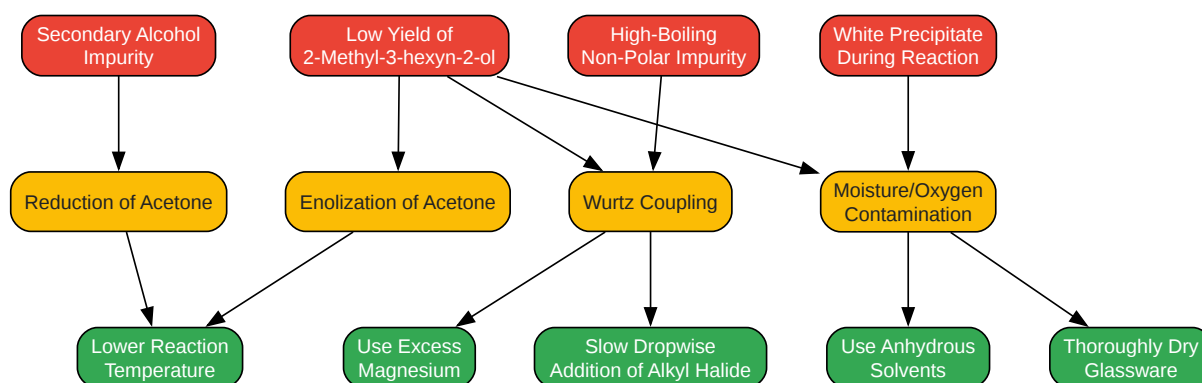 Secondary Alcohol
Impurity
Low Yield of
2-Methyl-3-hexyn-2-ol
High-Boiling
Non-Polar Impurity
White Precipitate
During Reaction
Reduction of Acetone
Enolization of Acetone
Wurtz Coupling
Moisture/Oxygen
Contamination
Lower Reaction
Temperature
Use Excess
Magnesium
Slow Dropwise
Addition of Alkyl Halide
Use Anhydrous
Solvents
Thoroughly Dry
Glassware